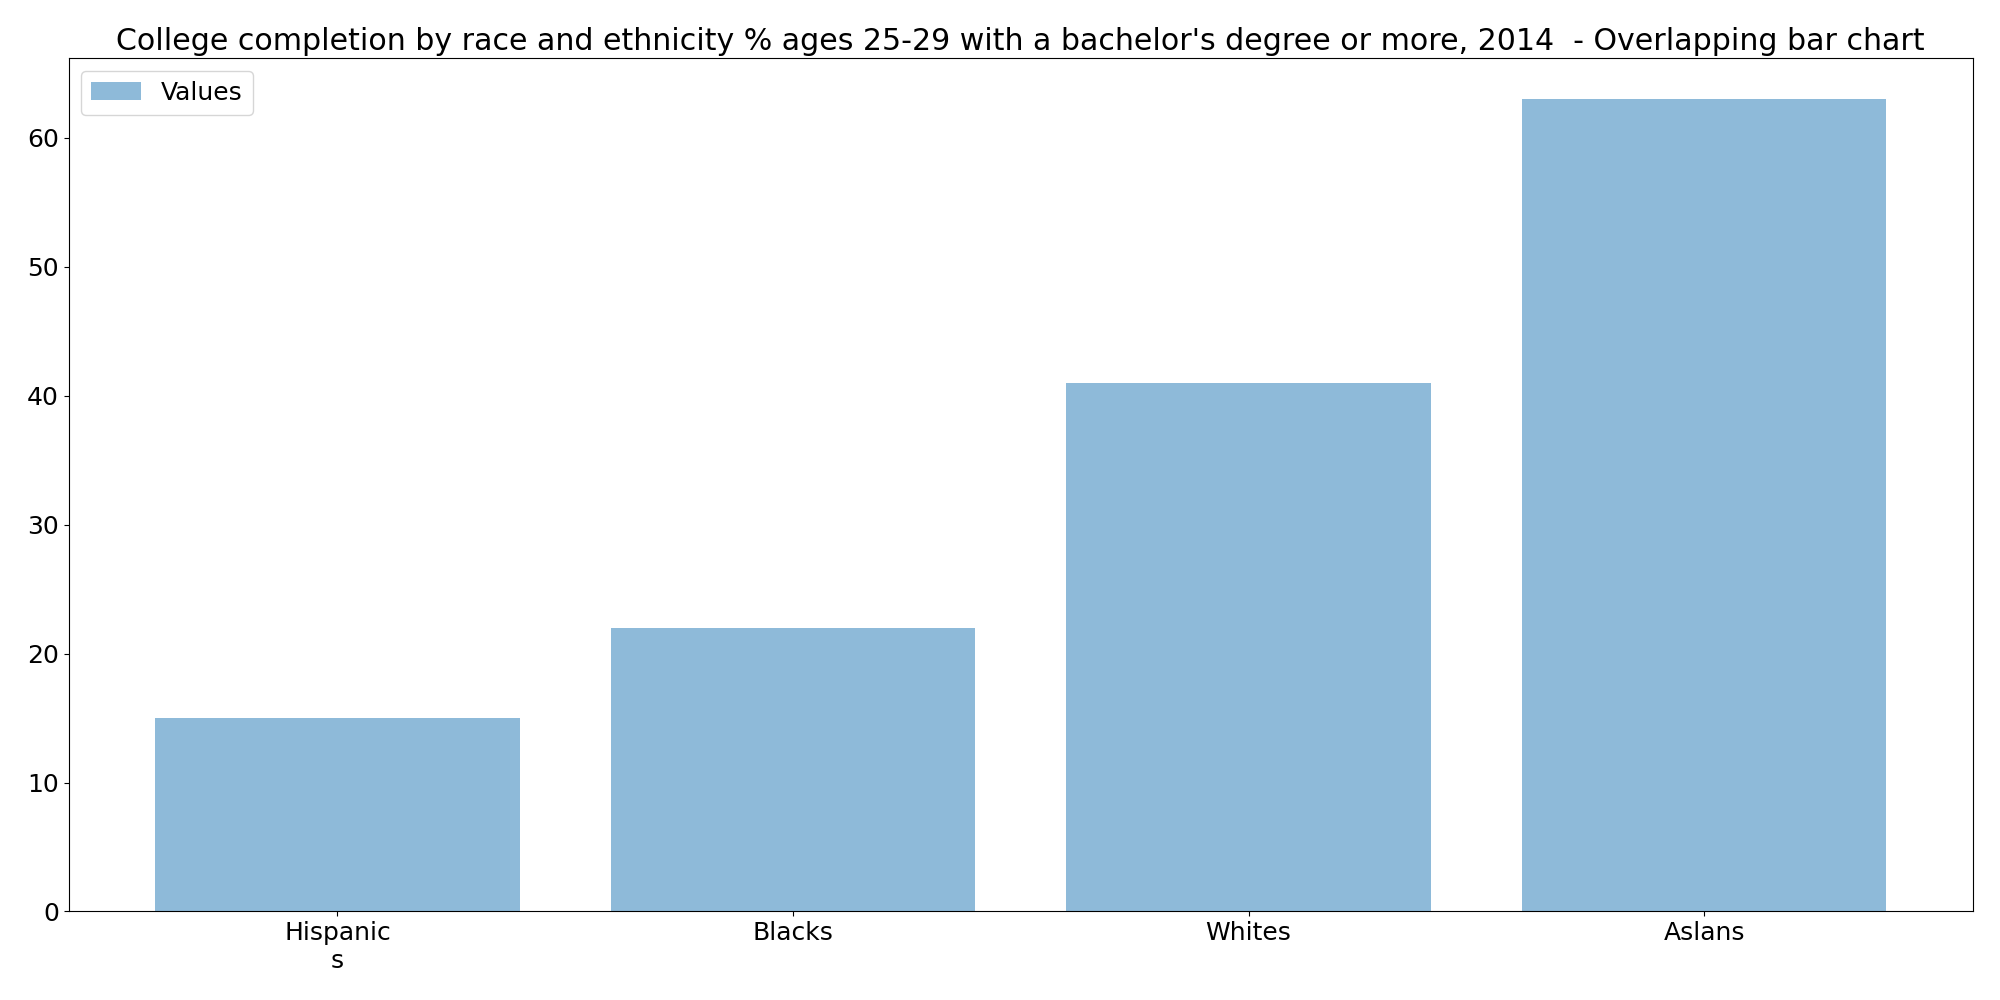 College completion by race and ethnicity % ages 25-29 with a bachelor's degree or more, 2014  - Overlapping bar chart
Values
60
50
40
30
20
10
0
Hispanic
s
Blacks
Whites
Aslans